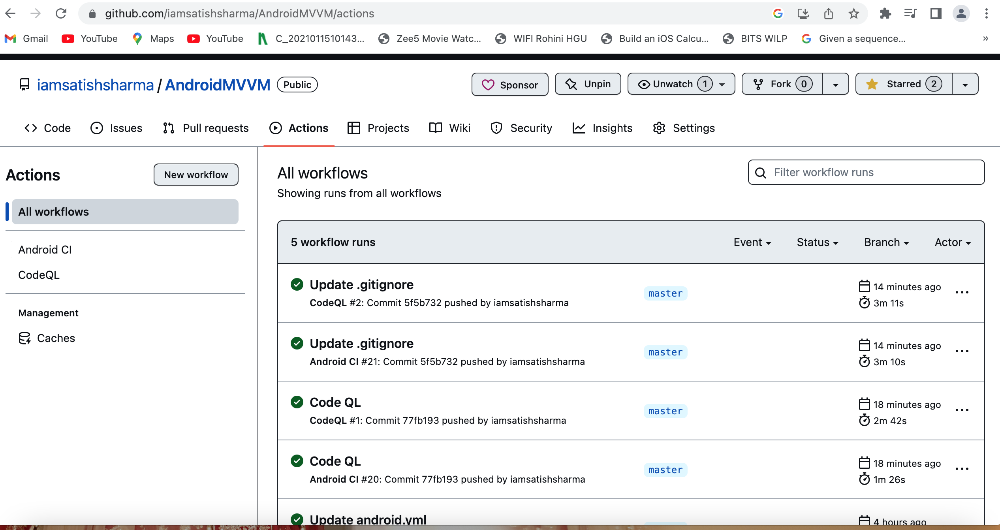 github.com/iamsatishsharma/AndroidMVVM/actions
Gmail YouTube Maps YouTube C_2021011510143... Zee5 Movie Watc... WIFI Rohini HGU Build an iOS Calcu... BITS WILP Given a sequence... »
iamsatishsharma / AndroidMVVM Public Sponsor Unpin Unwatch 1 Fork 0 Starred 2
Code Issues Pull requests Actions Projects Wiki Security Insights Settings
Actions
New workflow
All workflows
Android CI
CodeQL
Management
Caches
All workflows
Showing runs from all workflows
Filter workflow runs
5 workflow runs Event Status Branch Actor
Update .gitignore
CodeQL #2: Commit 5f5b732 pushed by iamsatishsharma
master
14 minutes ago
3m 11s
Update .gitignore
Android CI #21: Commit 5f5b732 pushed by iamsatishsharma
master
14 minutes ago
3m 10s
Code QL
CodeQL #1: Commit 77fb193 pushed by iamsatishsharma
master
18 minutes ago
2m 42s
Code QL
Android CI #20: Commit 77fb193 pushed by iamsatishsharma
master
18 minutes ago
1m 26s
Update android.yml
4 hours ago